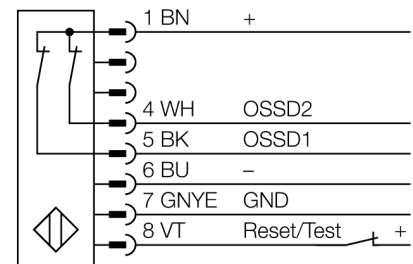 1 BN +
4 WH OSSD2
5 BK OSSD1
6 BU –
7 GNYE GND
8 VT Reset/Test +